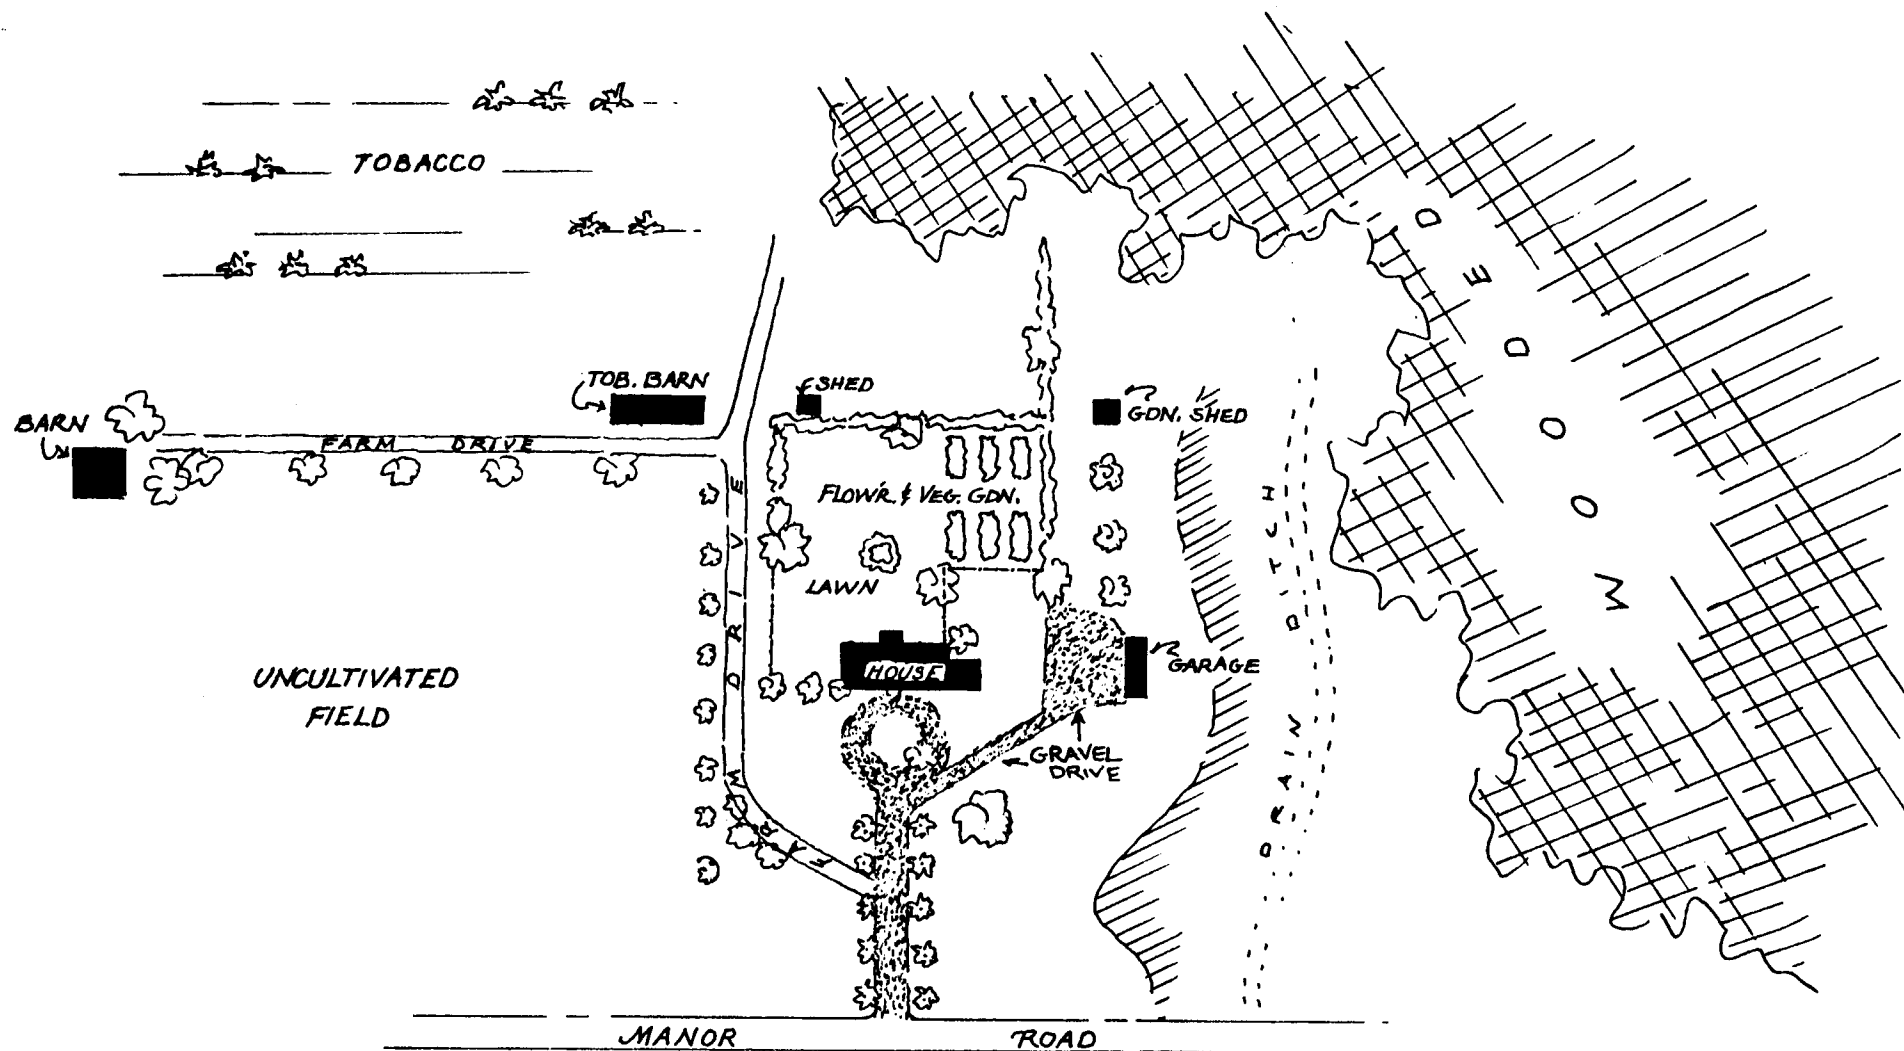 TOBACCO
WOODED
TOB. BARN
SHED
BARN
GDN. SHED
FARM DRIVE
FLOW'R. & VEG. GDN.
LAWN
FARM DRIVE
DRAIN DITCH
HOUSE
GARAGE
UNCULTIVATED
FIELD
GRAVEL
DRIVE
MANOR ROAD